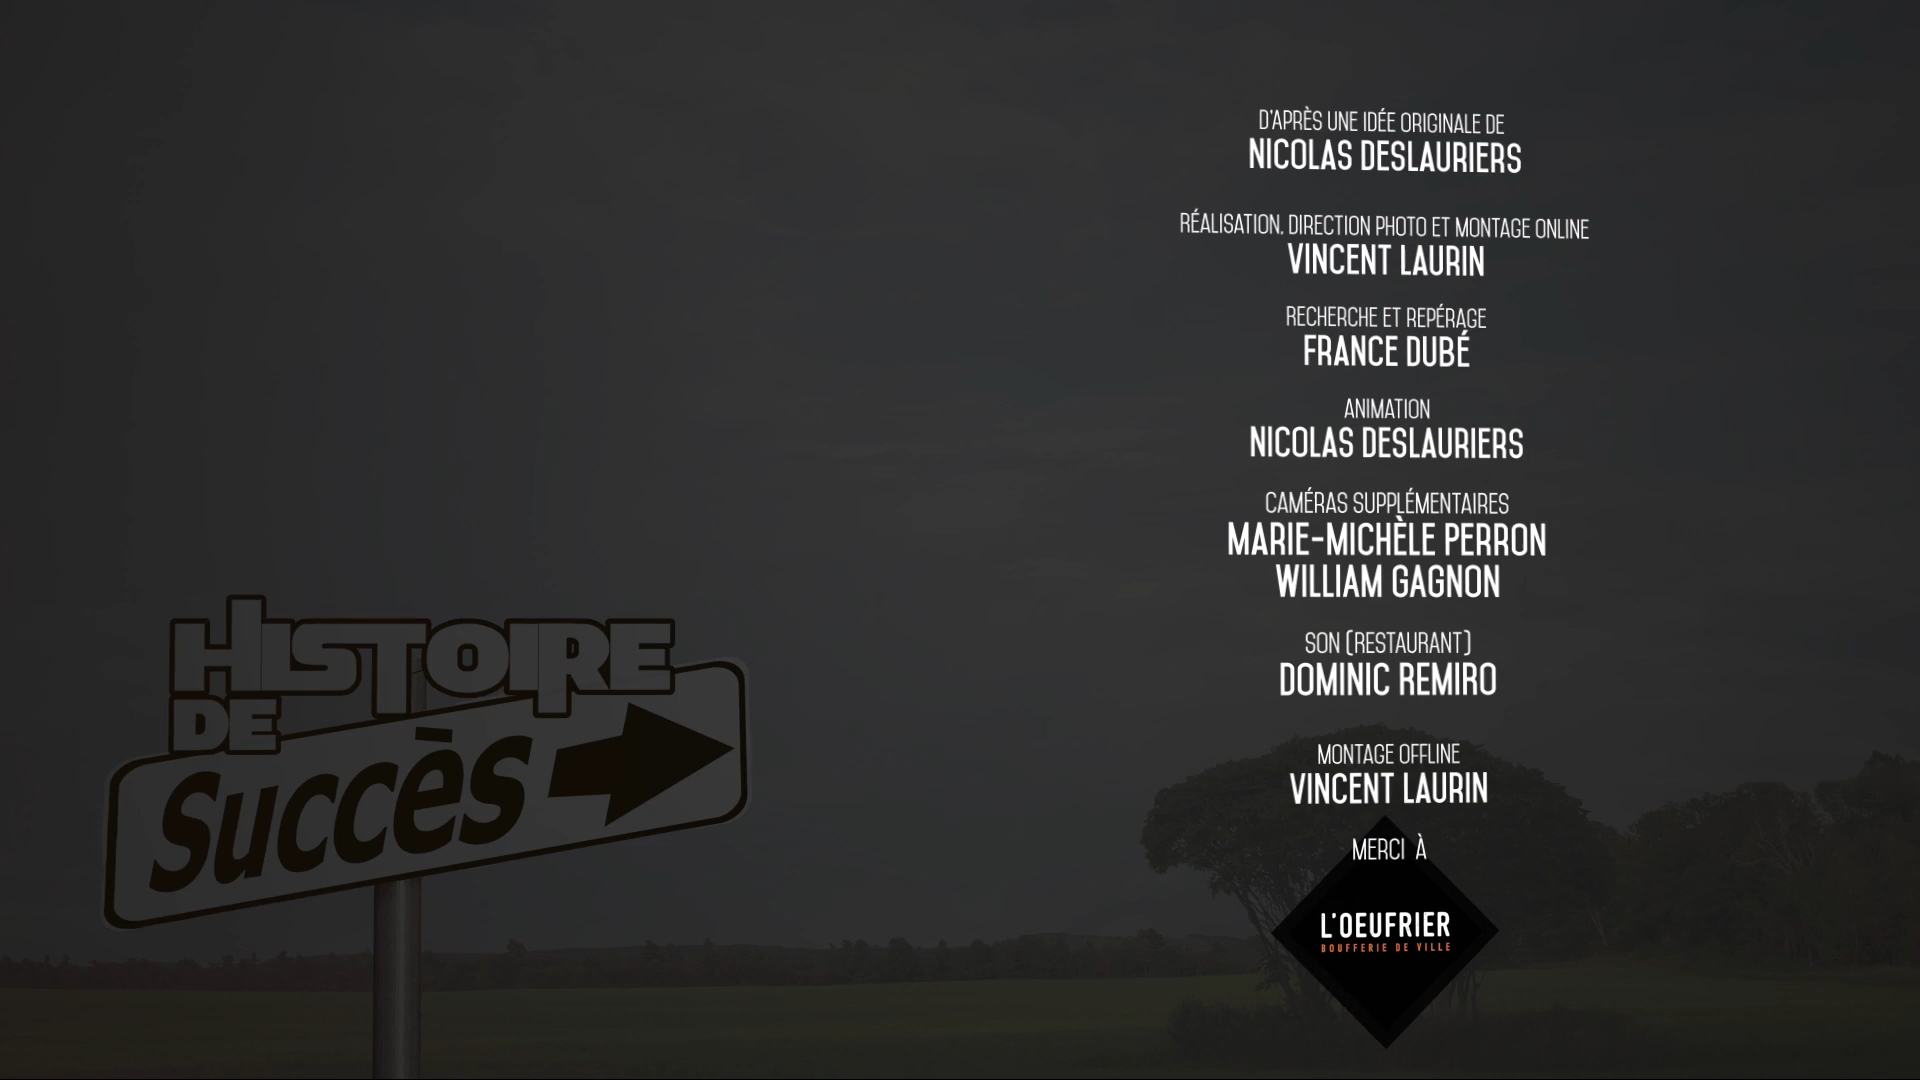 HISTOIRE
DE
Succès
D'APRÈS UNE IDÉE ORIGINALE DE
NICOLAS DESLAURIERS
RÉALISATION, DIRECTION PHOTO ET MONTAGE ONLINE
VINCENT LAURIN
RECHERCHE ET REPÉRAGE
FRANCE DUBÉ
ANIMATION
NICOLAS DESLAURIERS
CAMÉRAS SUPPLÉMENTAIRES
MARIE-MICHÈLE PERRON
WILLIAM GAGNON
SON (RESTAURANT)
DOMINIC REMIRO
MONTAGE OFFLINE
VINCENT LAURIN
MERCI À
L'OEUFRIER
BOUFFERIE DE VILLE